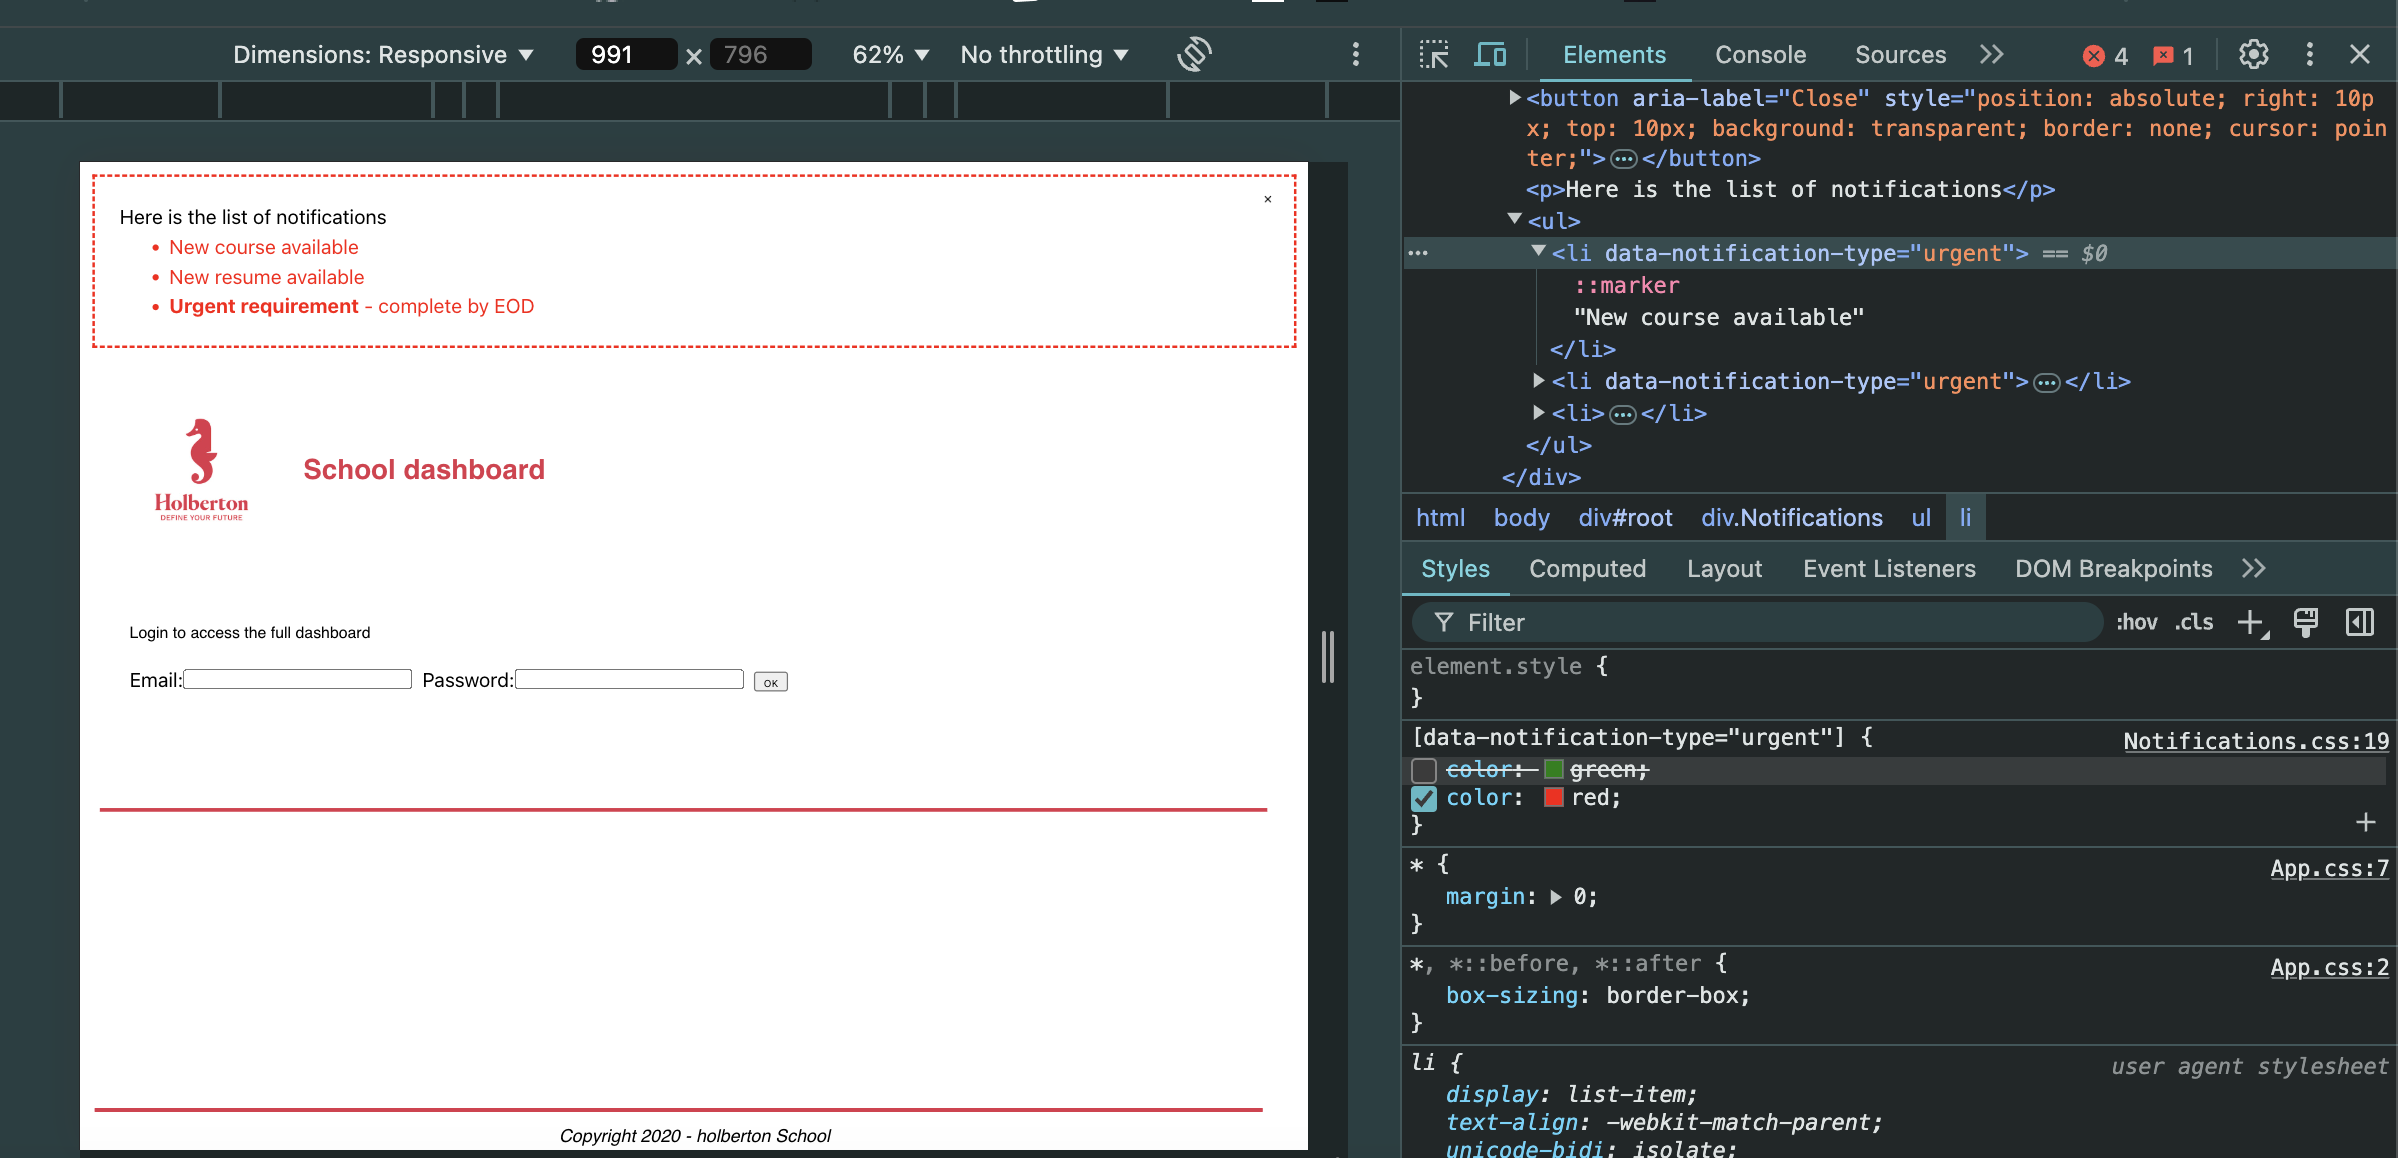 Dimensions: Responsive ▼ 991 × 796 62% ▼ No throttling ▼
Here is the list of notifications ×
• New course available
• New resume available
• Urgent requirement - complete by EOD
Holberton
DEFINE YOUR FUTURE
School dashboard
Login to access the full dashboard
Email: Password: OK
Copyright 2020 - holberton School
Elements Console Sources >> 4 1
<button aria-label="Close" style="position: absolute; right: 10p
x; top: 10px; background: transparent; border: none; cursor: poin
ter;">…</button>
<p>Here is the list of notifications</p>
<ul>
… <li data-notification-type="urgent"> == $0
::marker
"New course available"
</li>
<li data-notification-type="urgent">…</li>
<li>…</li>
</ul>
</div>
html body div#root div.Notifications ul li
Styles Computed Layout Event Listeners DOM Breakpoints >>
Filter :hov .cls +
element.style {
}
[data-notification-type="urgent"] { Notifications.css:19
color: green;
color: red;
} +
* { App.css:7
margin: ▶ 0;
}
*, *::before, *::after { App.css:2
box-sizing: border-box;
}
li { user agent stylesheet
display: list-item;
text-align: -webkit-match-parent;
unicode-bidi: isolate;